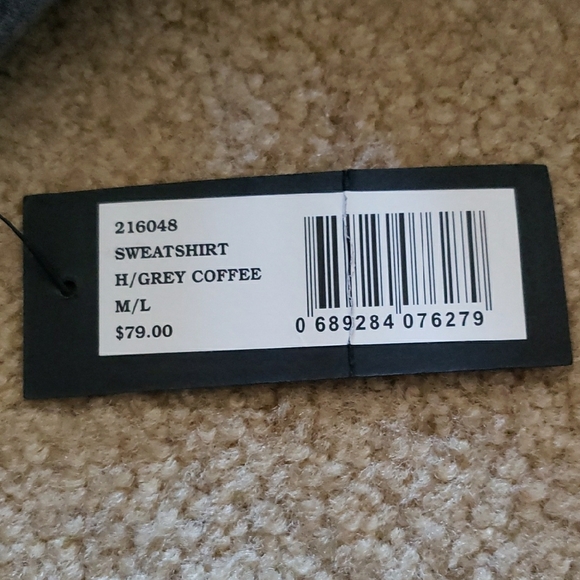 216048
SWEATSHIRT
H/GREY COFFEE
M/L
$79.00
0 689284 076279